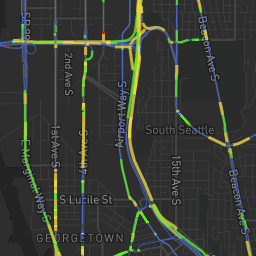 Beacon Ave S
2nd Ave S
1st Ave S
South Seattle
15th Ave S
E Marginal Way S
Airport Way S
Beacon Ave S
S Lucile St
GEORGETOWN